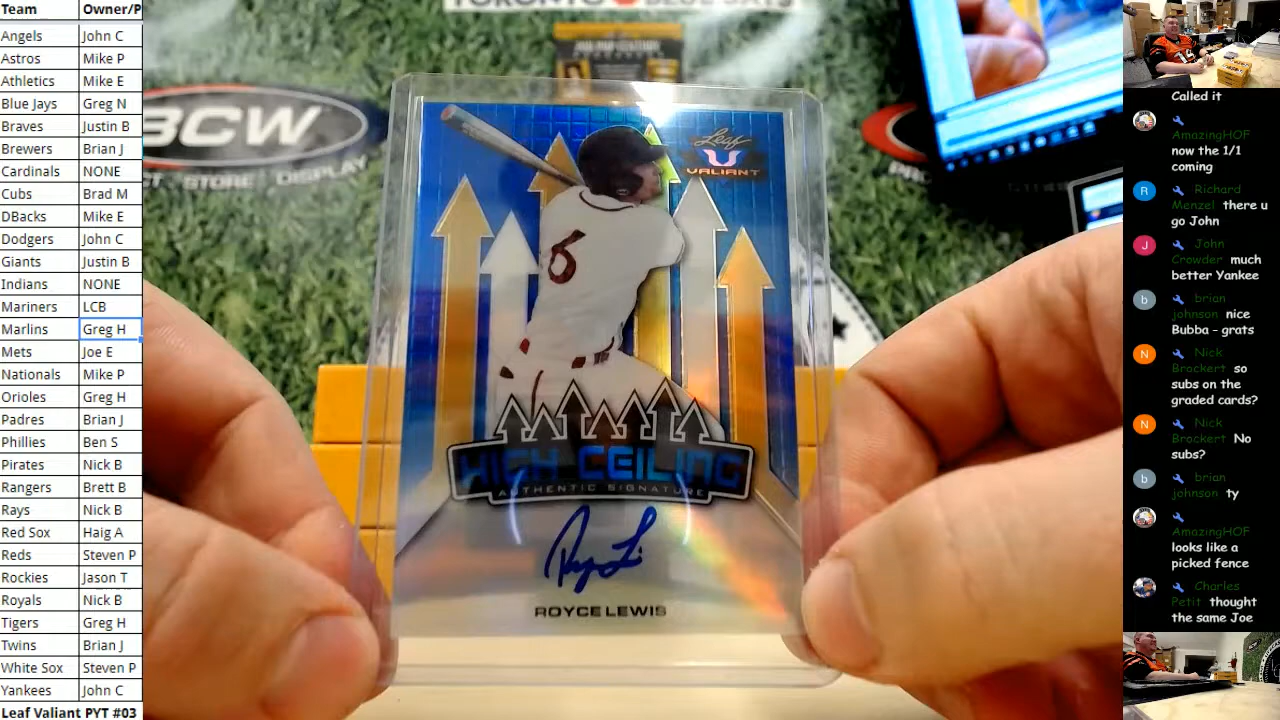 Team Owner/P
Angels John C
Astros Mike P
Athletics Mike E
Blue Jays Greg N
Braves Justin B
Brewers Brian J
Cardinals NONE
Cubs Brad M
DBacks Mike E
Dodgers John C
Giants Justin B
Indians NONE
Mariners LCB
Marlins Greg H
Mets Joe E
Nationals Mike P
Orioles Greg H
Padres Brian J
Phillies Ben S
Pirates Nick B
Rangers Brett B
Rays Nick B
Red Sox Haig A
Reds Steven P
Rockies Jason T
Royals Nick B
Tigers Greg H
Twins Brian J
White Sox Steven P
Yankees John C
Leaf Valiant PYT #03
TORONTO BLUE JAYS
BCW
STORE DISPLAY
Leaf
VALIANT
6
HIGH CEILING
AUTHENTIC SIGNATURE
ROYCE LEWIS
Called it
AmazingHOF
now the 1/1
coming
R
Richard
Menzel there u
go John
J
John
Crowder much
better Yankee
b
brian
johnson nice
Bubba - grats
N
Nick
Brockert so
subs on the
graded cards?
N
Nick
Brockert No
subs?
b
brian
johnson ty
AmazingHOF
looks like a
picked fence
Charles
Petit thought
the same Joe